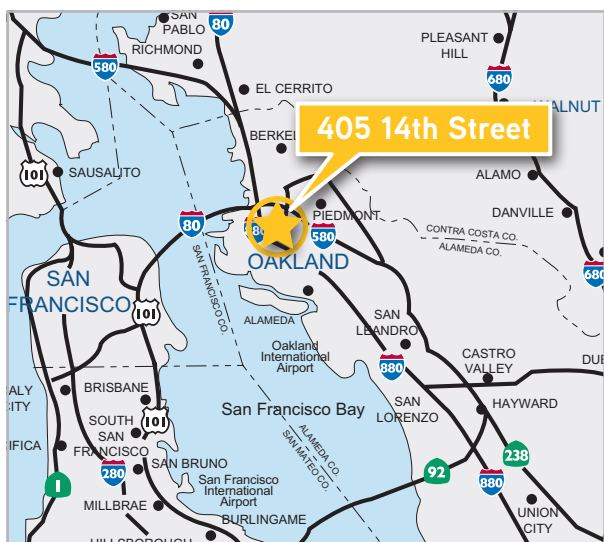 SAN
PABLO
80
PLEASANT
HILL
RICHMOND
580
680
EL CERRITO
WALNUT
405 14th Street
BERKEL
101
SAUSALITO
ALAMO
80
PIEDMONT
DANVILLE
580
CONTRA COSTA CO.
ALAMEDA CO.
OAKLAND
680
SAN
FRANCISCO
SAN FRANCISCO CO.
101
ALAMEDA
SAN
LEANDRO
Oakland
International
Airport
880
CASTRO
VALLEY
DUB
ALY
CITY
BRISBANE
San Francisco Bay
SAN
LORENZO
HAYWARD
101
SOUTH
SAN
FRANCISCO
IFICA
ALAMEDA CO.
SAN MATEO CO.
238
SAN BRUNO
280
92
1
San Francisco
International
Airport
880
MILLBRAE
BURLINGAME
UNION
CITY
HILLSBOROUGH